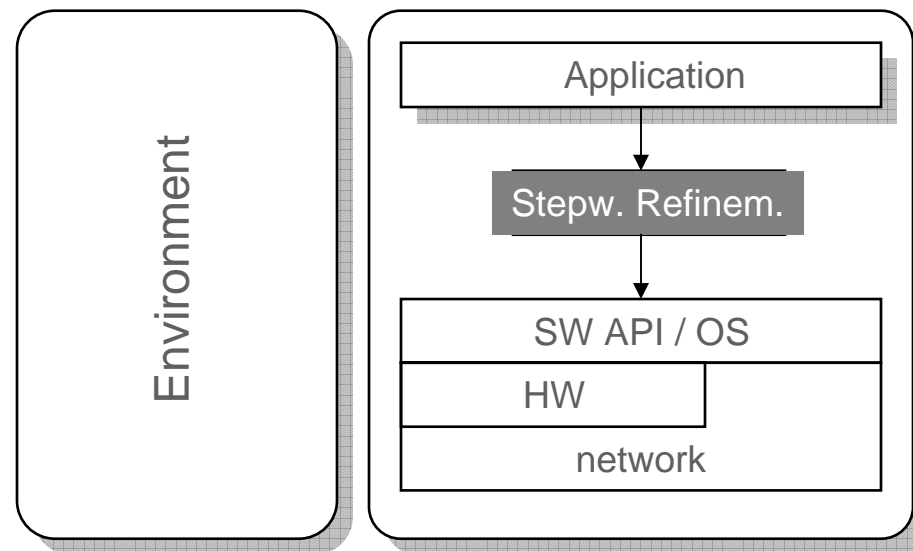 Environment
Application
Stepw. Refinem.
SW API / OS
HW
network